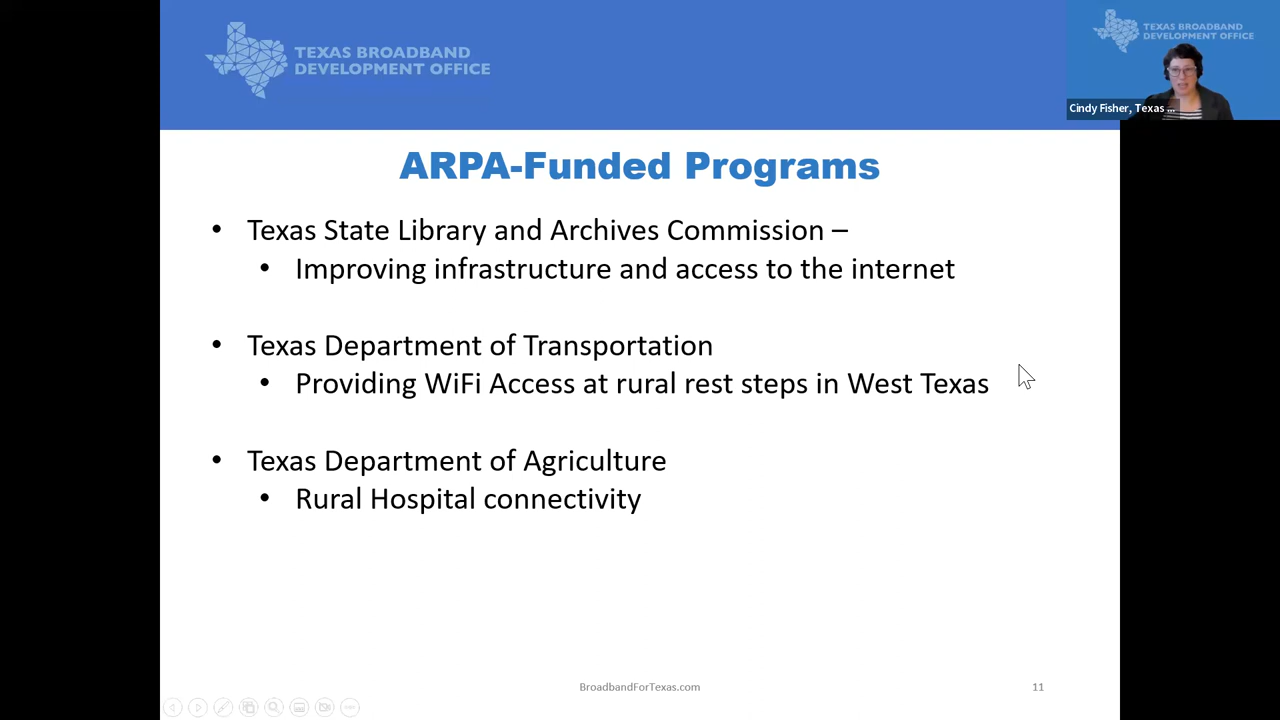 TEXAS BROADBAND
DEVELOPMENT OFFICE
TEXAS BROADBAND
DEVELOPMENT OFFICE
Cindy Fisher, Texas ...
ARPA-Funded Programs
• Texas State Library and Archives Commission –
• Improving infrastructure and access to the internet
• Texas Department of Transportation
• Providing WiFi Access at rural rest steps in West Texas
• Texas Department of Agriculture
• Rural Hospital connectivity
BroadbandForTexas.com
11